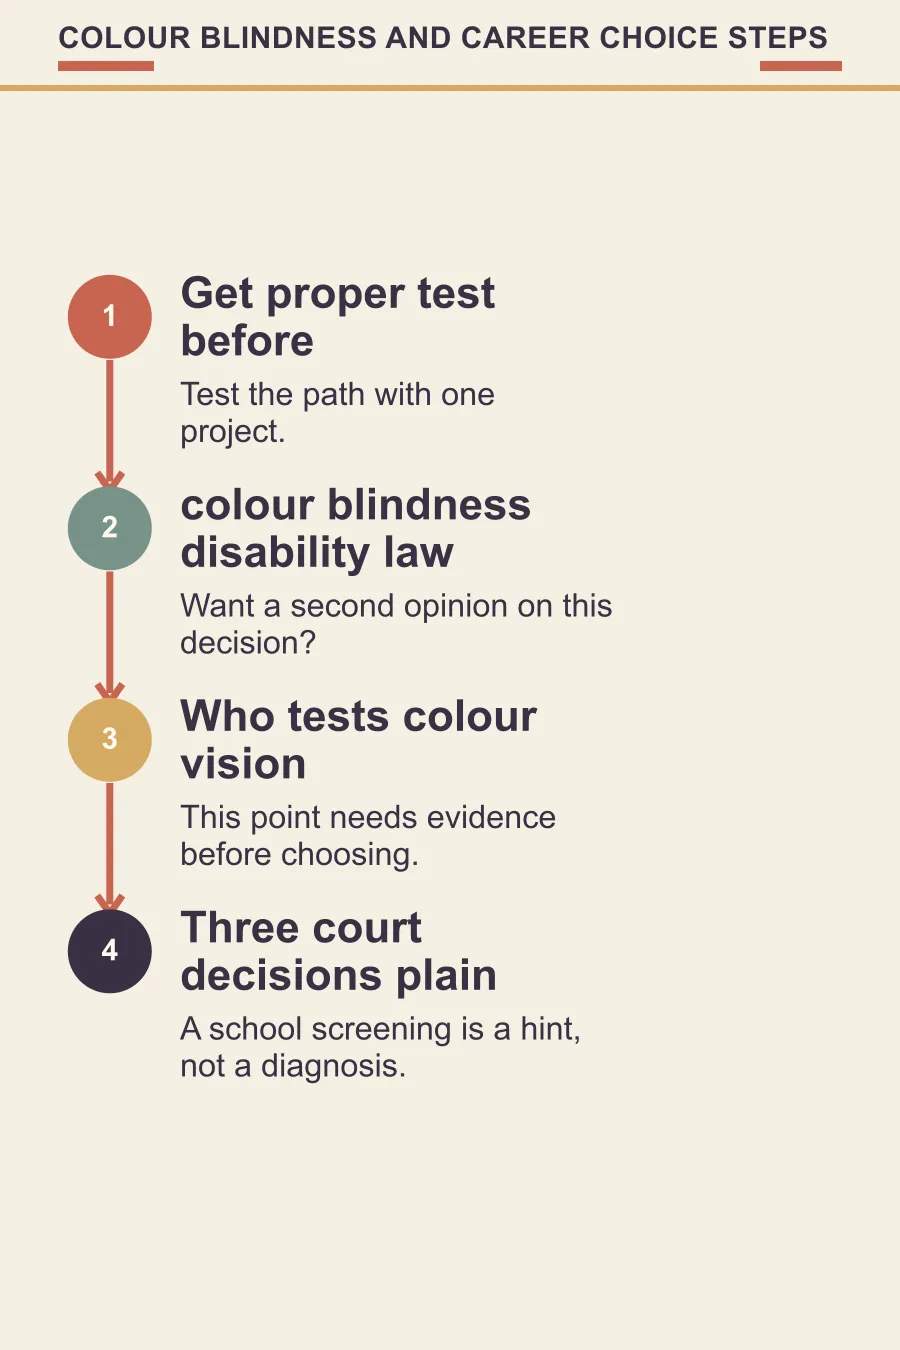 COLOUR BLINDNESS AND CAREER CHOICE STEPS
1
Get proper test
before
Test the path with one
project.
2
colour blindness
disability law
Want a second opinion on this
decision?
3
Who tests colour
vision
This point needs evidence
before choosing.
4
Three court
decisions plain
A school screening is a hint,
not a diagnosis.